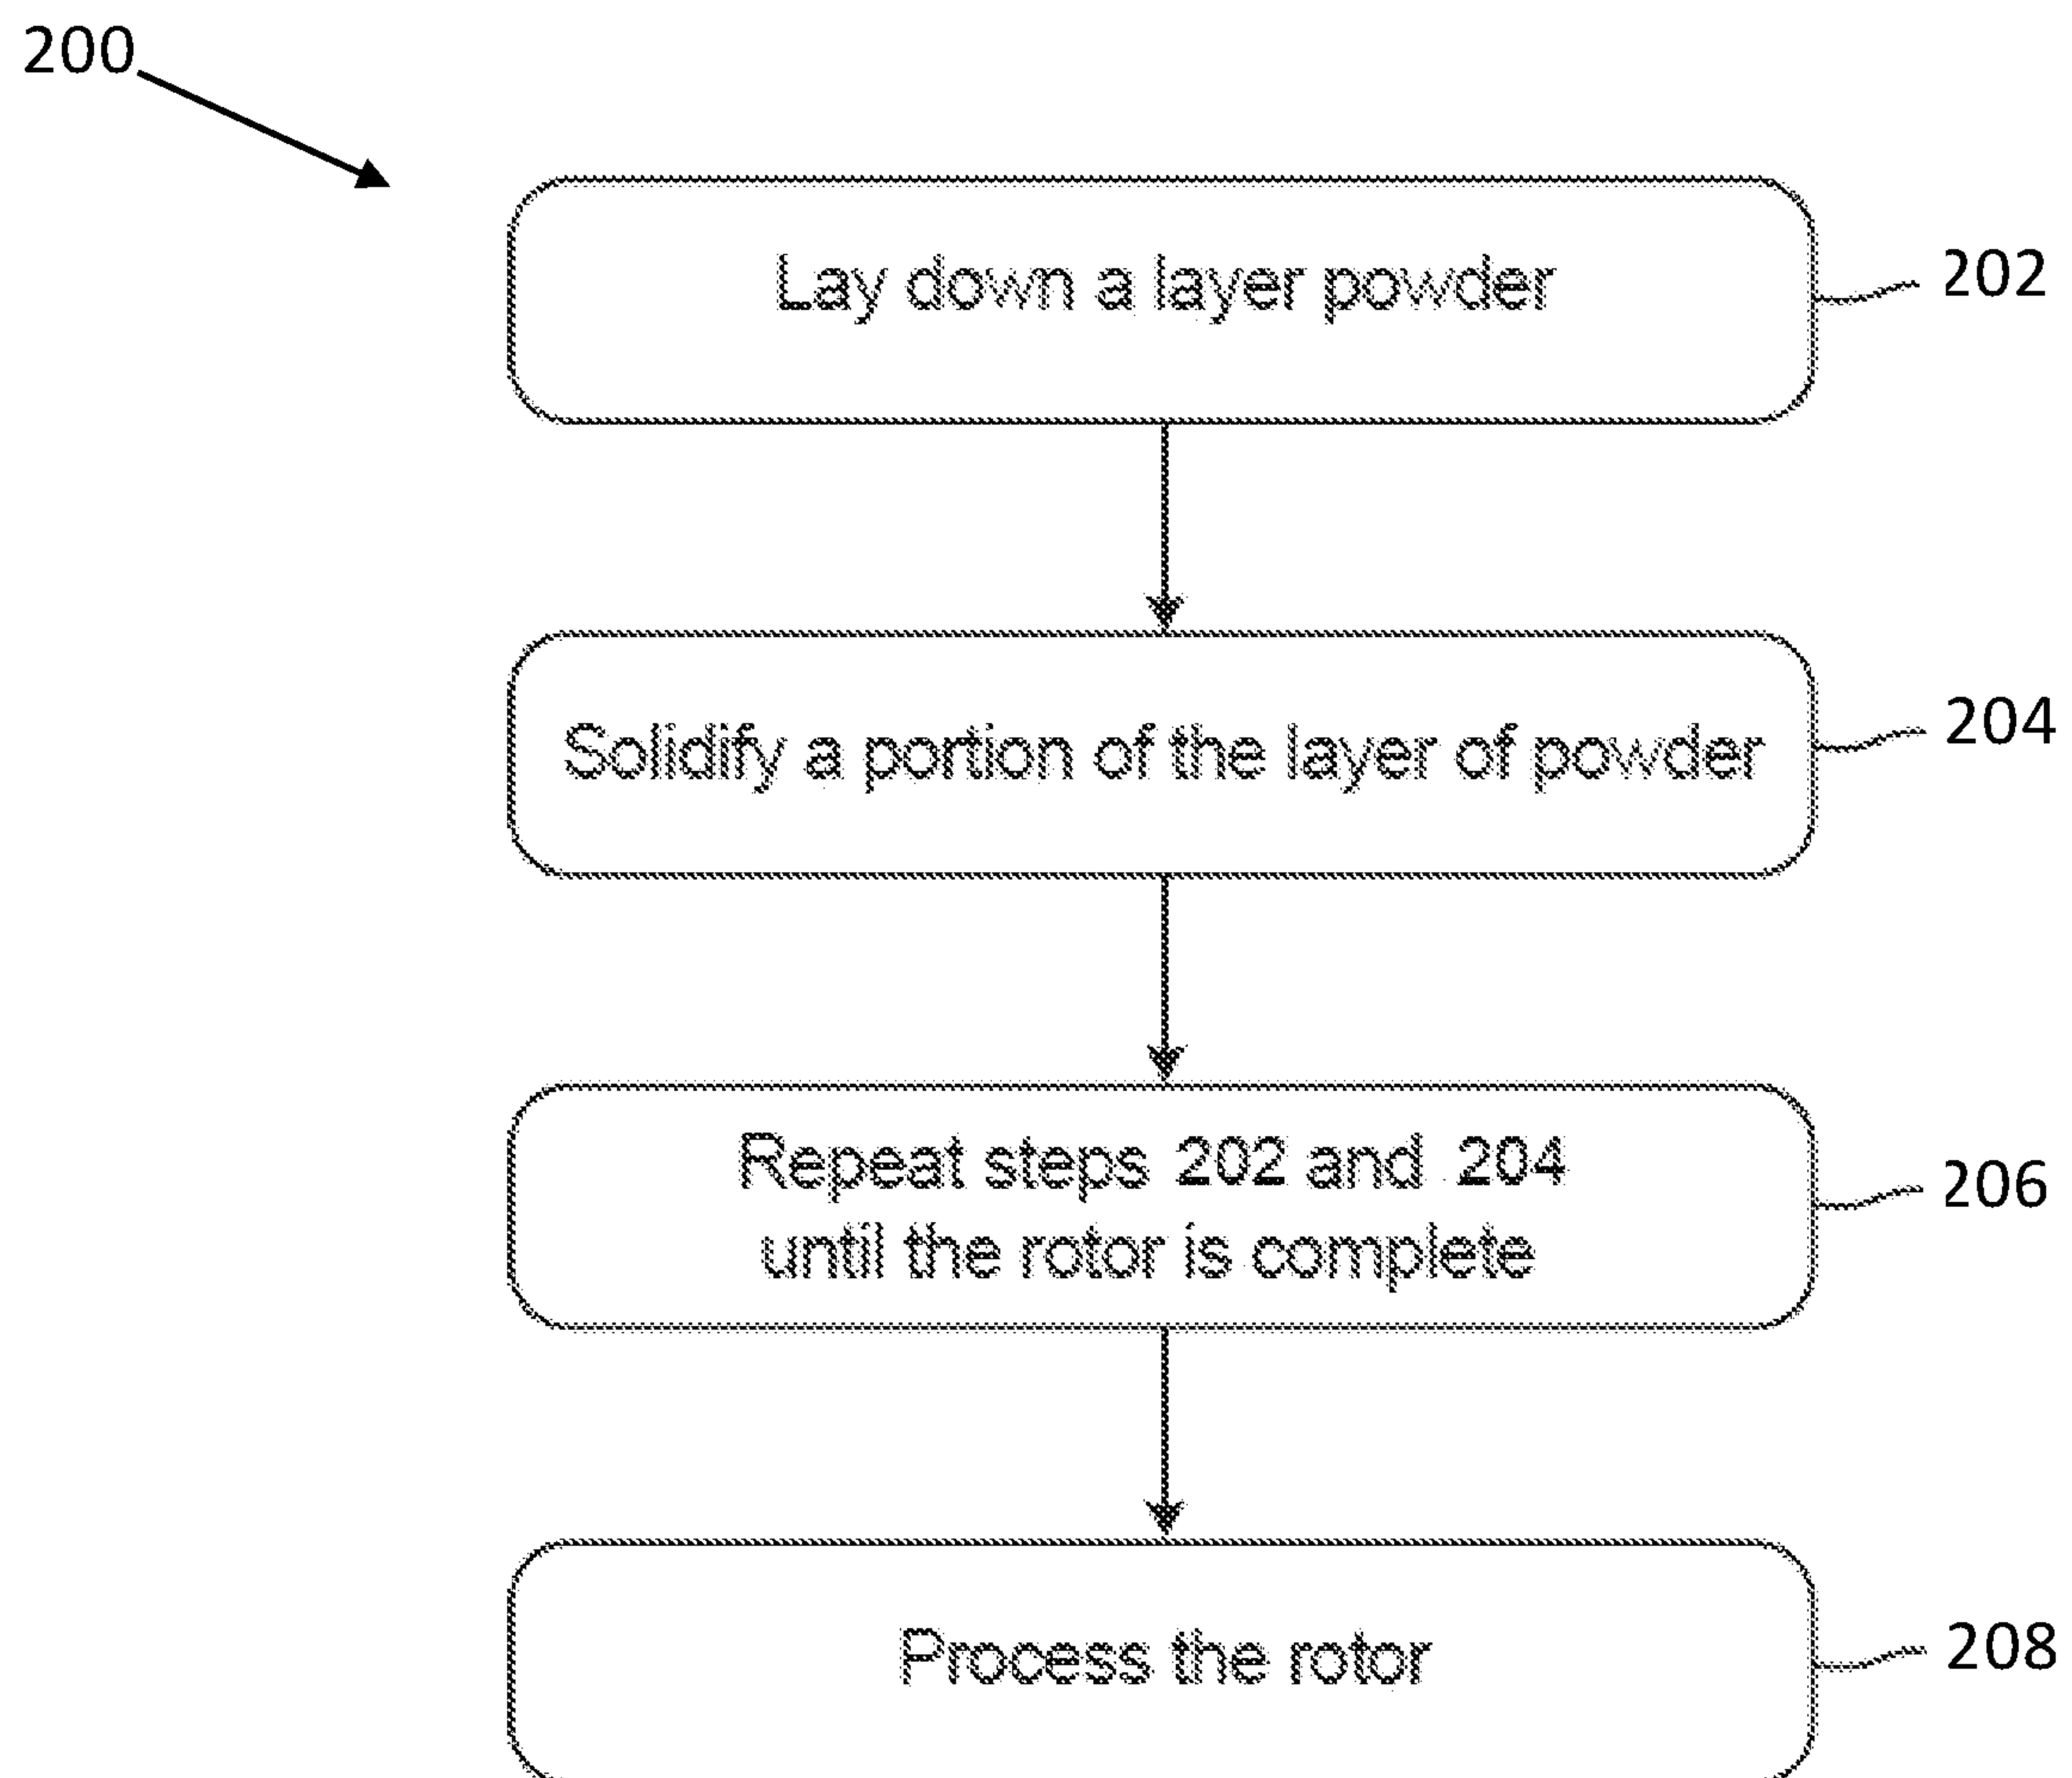 200
Lay down a layer powder
202
Solidify a portion of the layer of powder
204
Repeat steps 202 and 204
until the rotor is complete
206
Process the rotor
208